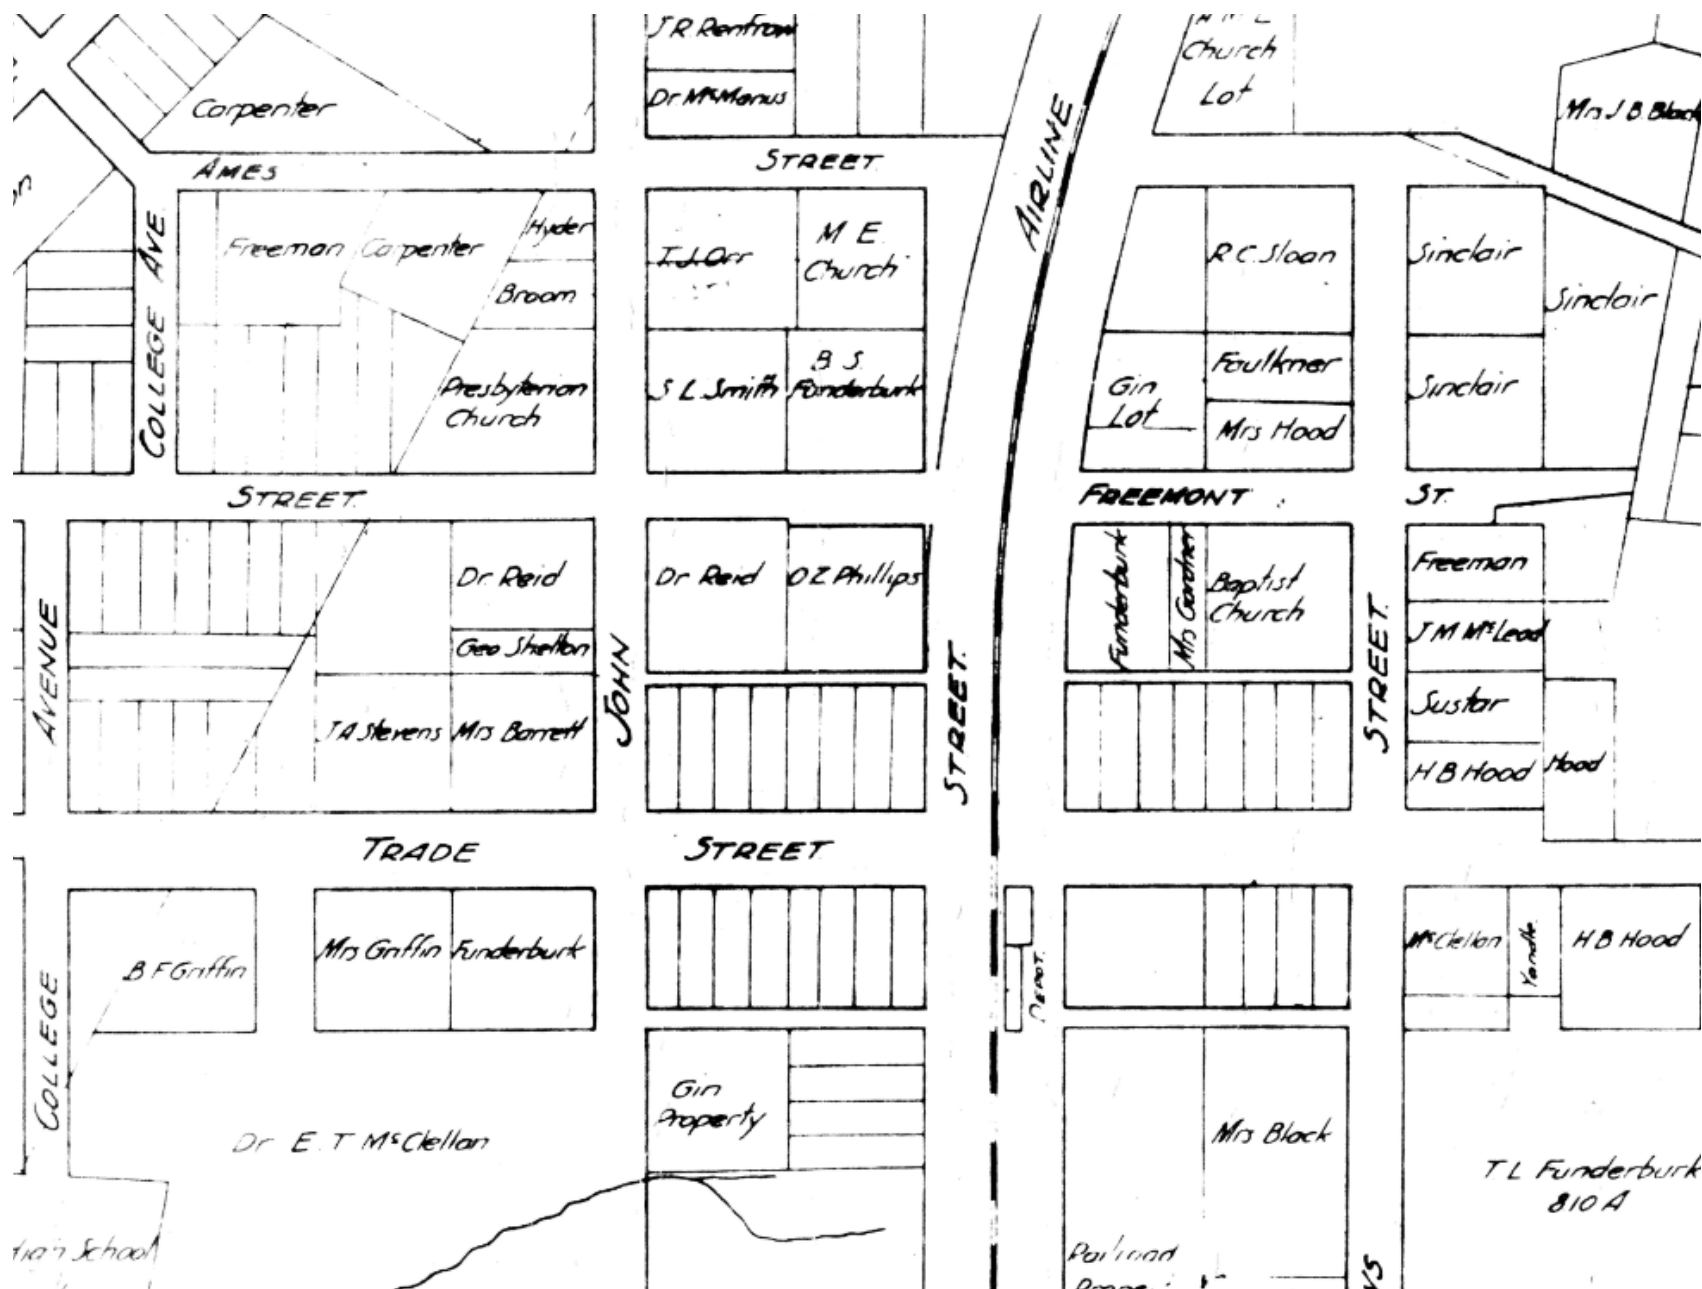 J R Renfrow
Dr McManus
Church
Lot
Mrs J B Black
Carpenter
AMES
STREET
AIRLINE
COLLEGE AVE
Freeman
Carpenter
Hyder
Broom
Presbyterian
Church
T. J. Orr
M E.
Church
S L. Smith
B S.
Funderburk
R C. Sloan
Faulkner
Mrs Hood
Gin
Lot
Sinclair
Sinclair
Sinclair
STREET
FREEMONT
ST.
AVENUE
Dr Reid
Geo Shelton
J A Stevens
Mrs Barrett
JOHN
Dr Reid
O Z Phillips
STREET.
Funderburk
Mrs Gardner
Baptist
Church
STREET.
Freeman
J M McLeod
Sustar
H B Hood
Hood
TRADE
STREET
COLLEGE
B F Griffin
Mrs Griffin
Funderburk
DEPOT.
McClellan
Yandle
H B Hood
Dr E. T McClellan
Gin
Property
Mrs Black
T L Funderburk
810 A
School
Railroad